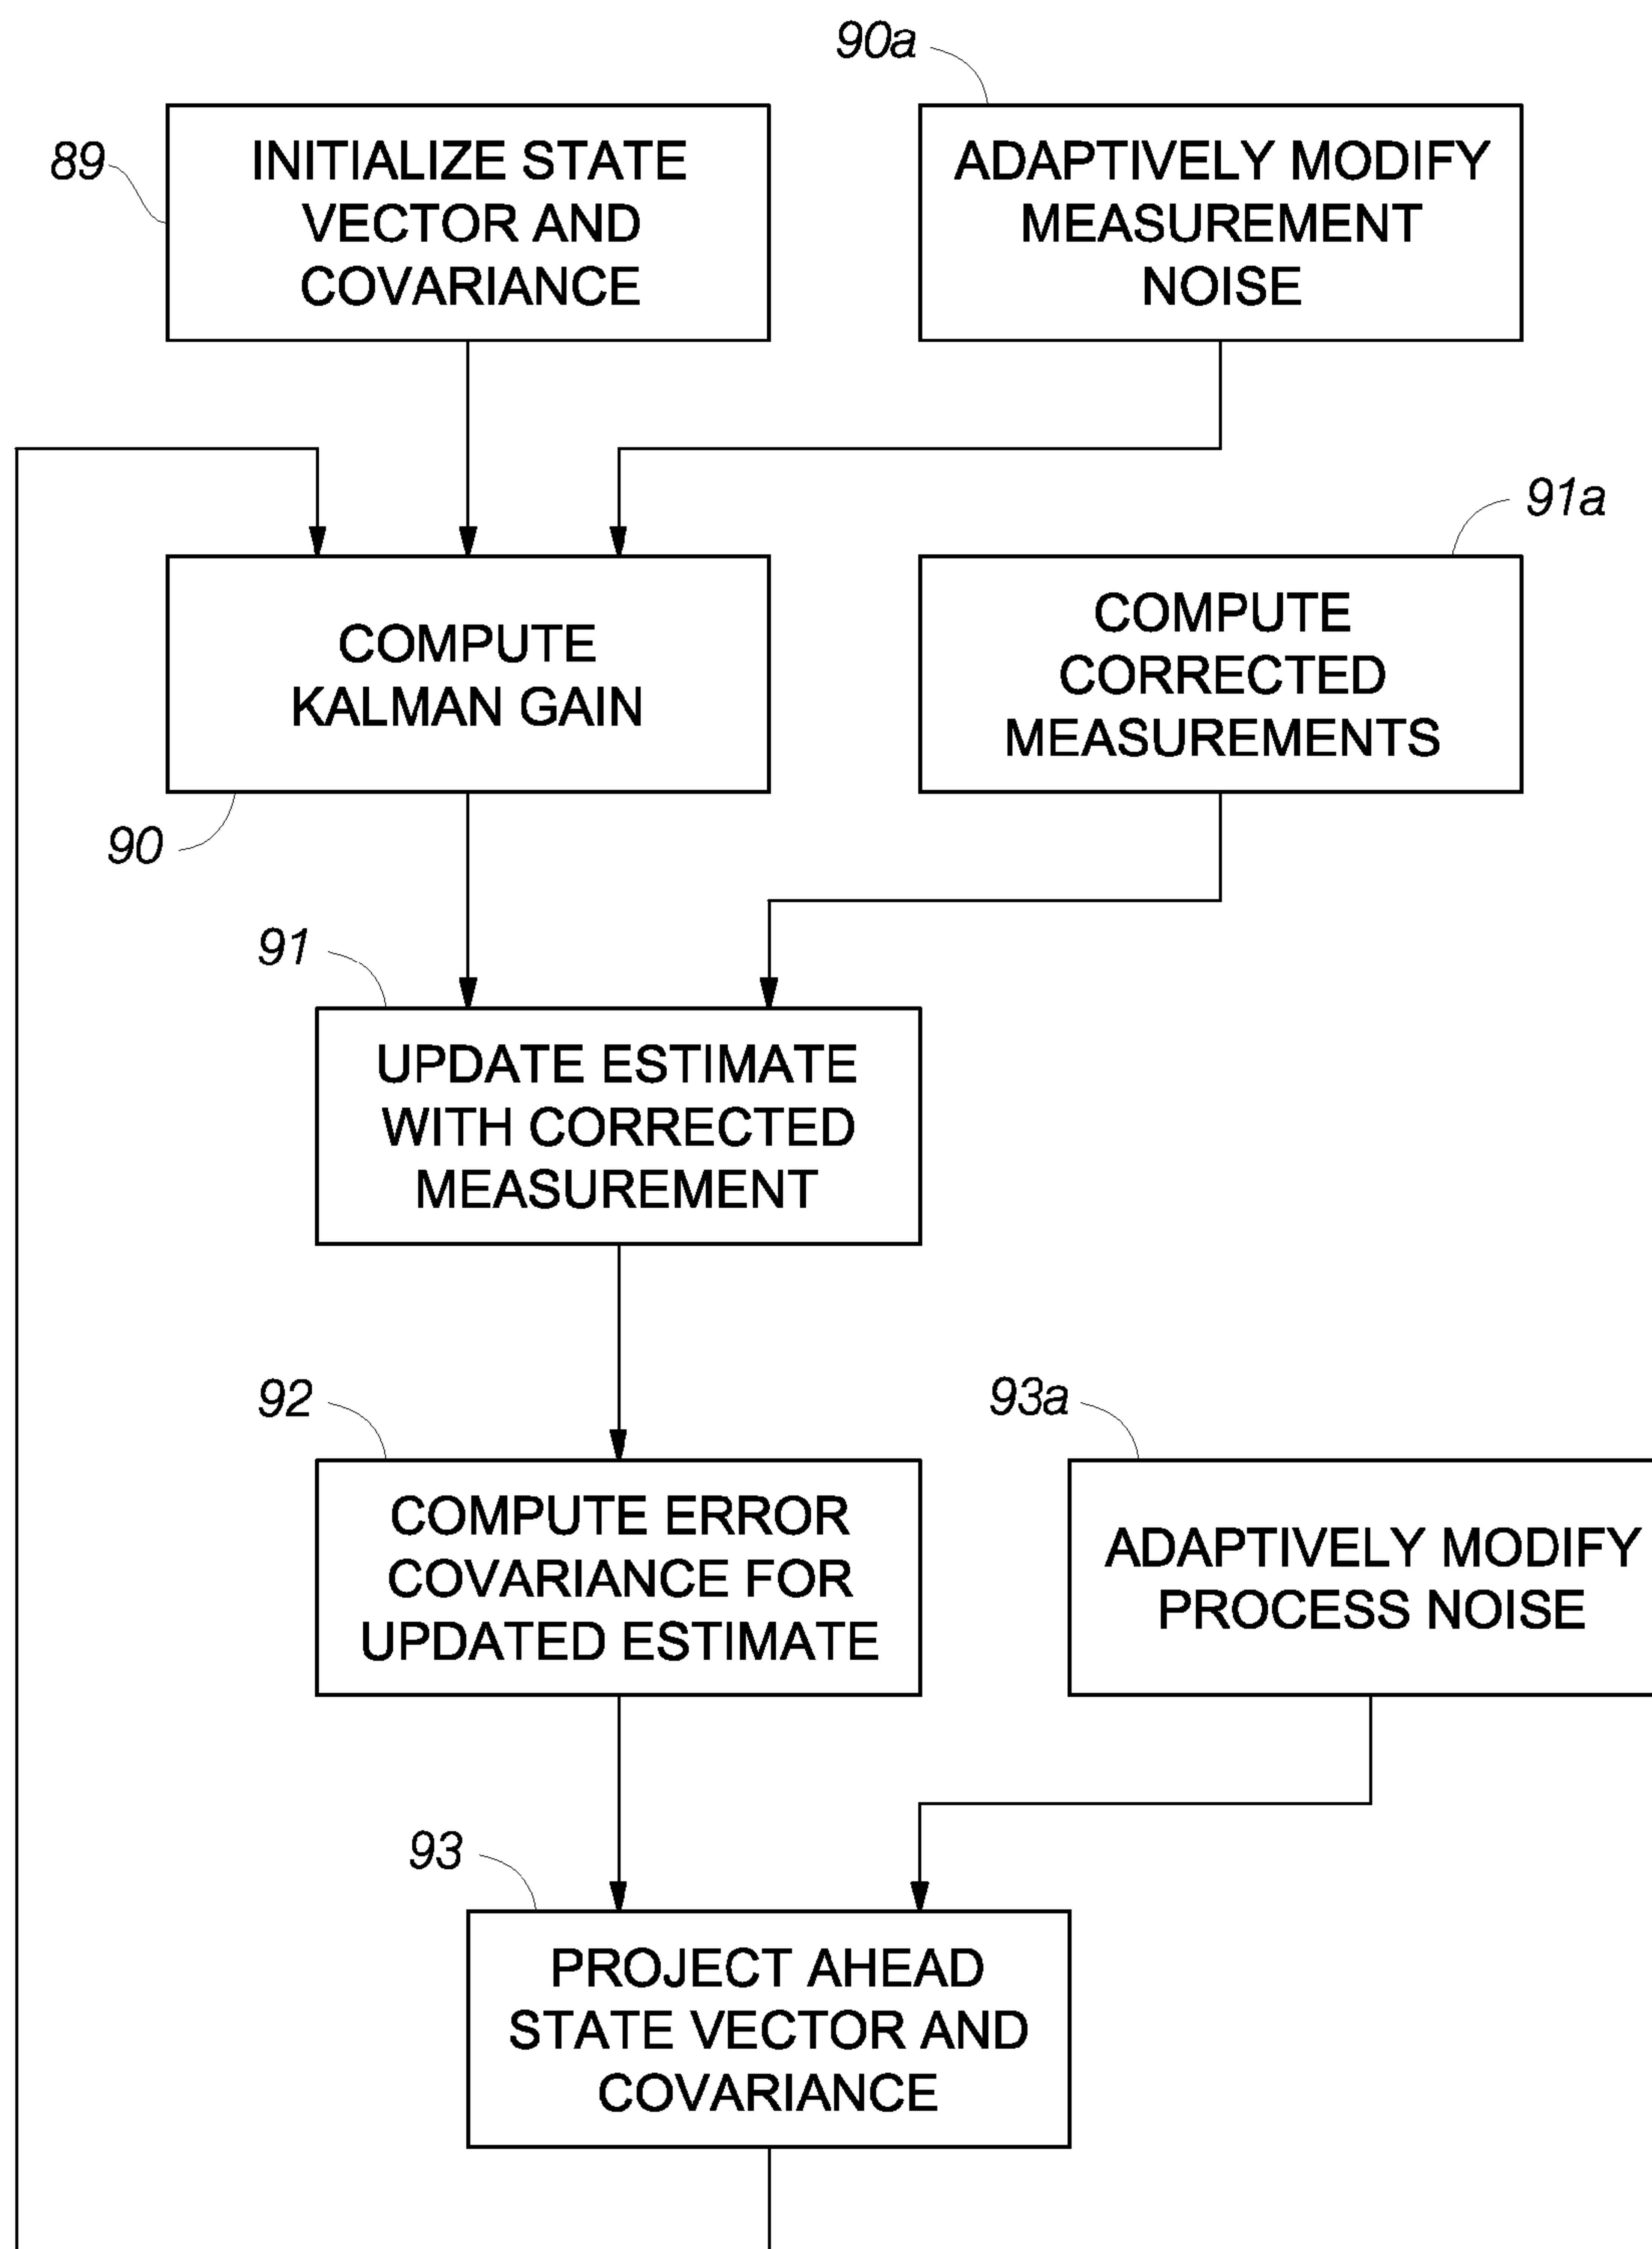 90a
89
INITIALIZE STATE
VECTOR AND
COVARIANCE
ADAPTIVELY MODIFY
MEASUREMENT
NOISE
91a
COMPUTE
KALMAN GAIN
COMPUTE
CORRECTED
MEASUREMENTS
90
91
UPDATE ESTIMATE
WITH CORRECTED
MEASUREMENT
92
93a
COMPUTE ERROR
COVARIANCE FOR
UPDATED ESTIMATE
ADAPTIVELY MODIFY
PROCESS NOISE
93
PROJECT AHEAD
STATE VECTOR AND
COVARIANCE